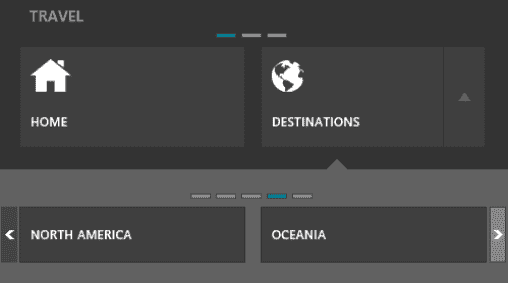 TRAVEL
HOME
DESTINATIONS
NORTH AMERICA
OCEANIA